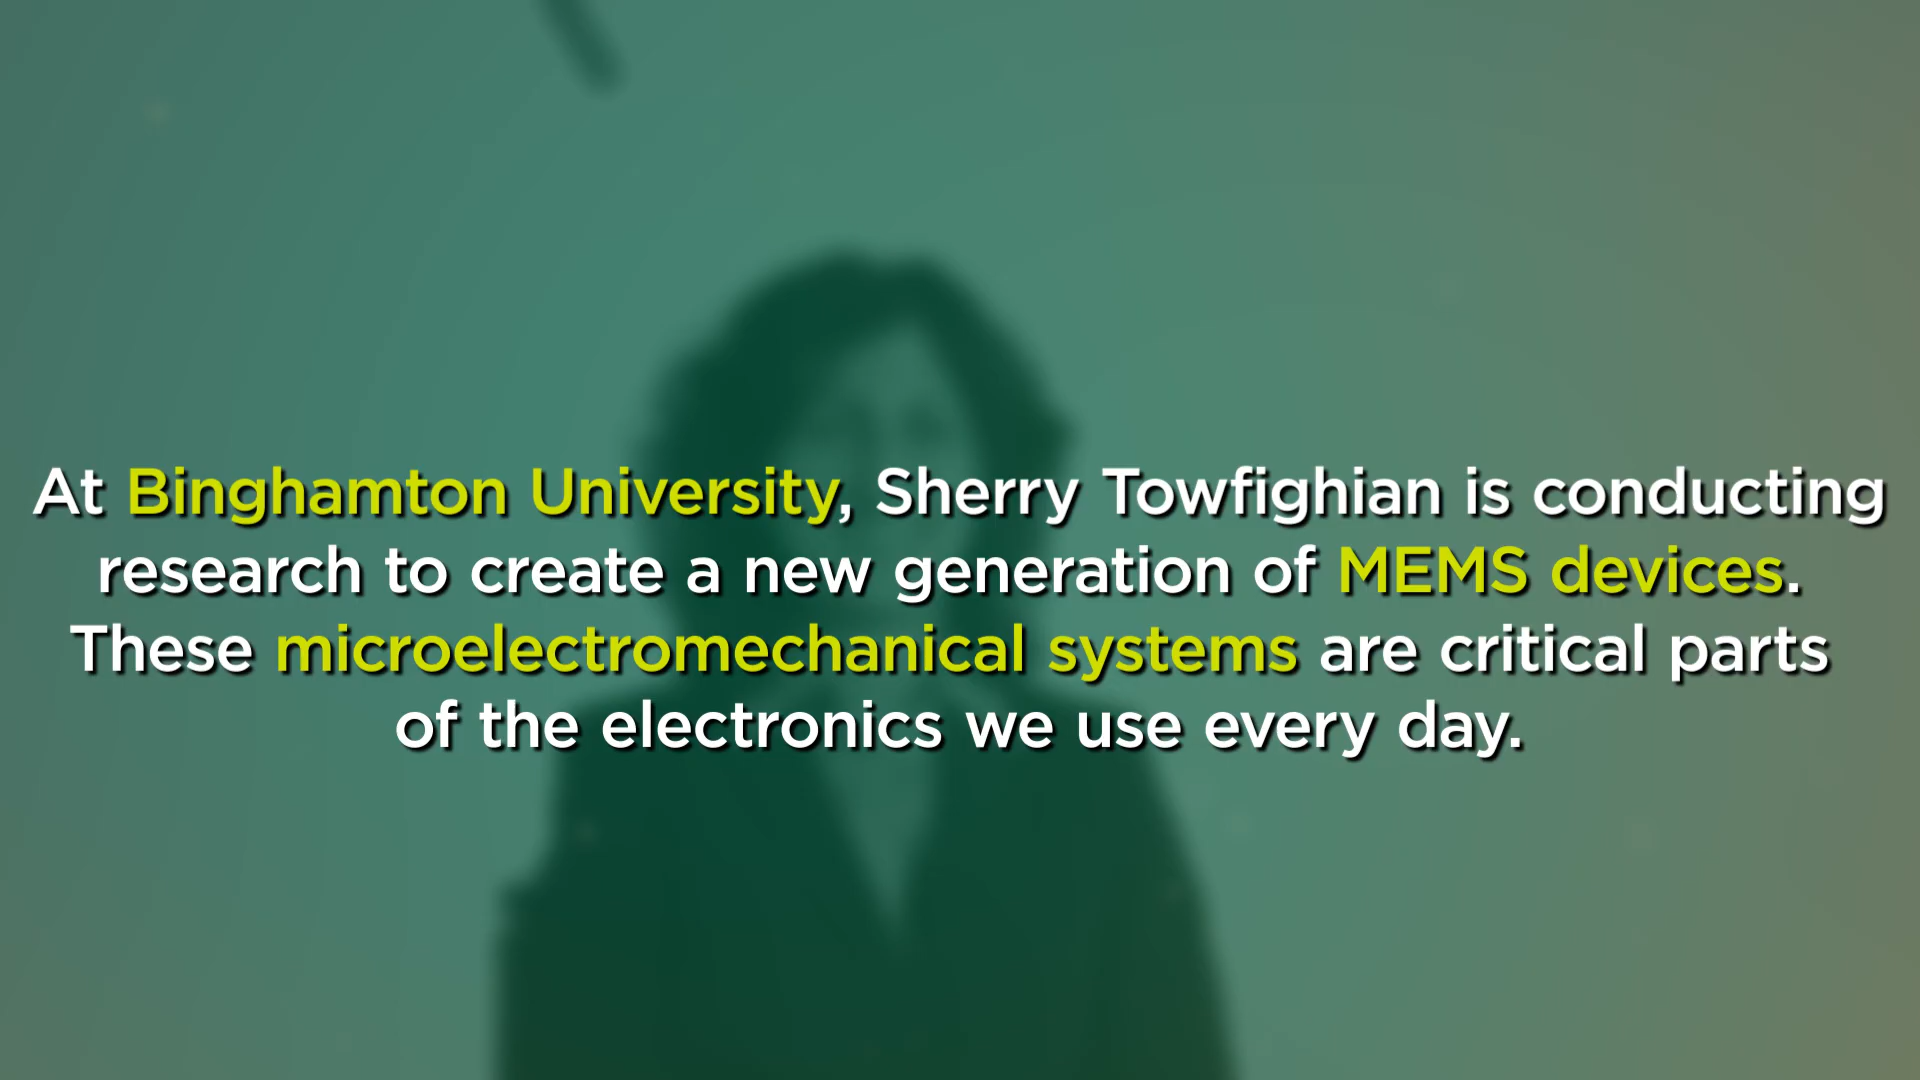 At Binghamton University, Sherry Towfighian is conducting
research to create a new generation of MEMS devices.
These microelectromechanical systems are critical parts
of the electronics we use every day.